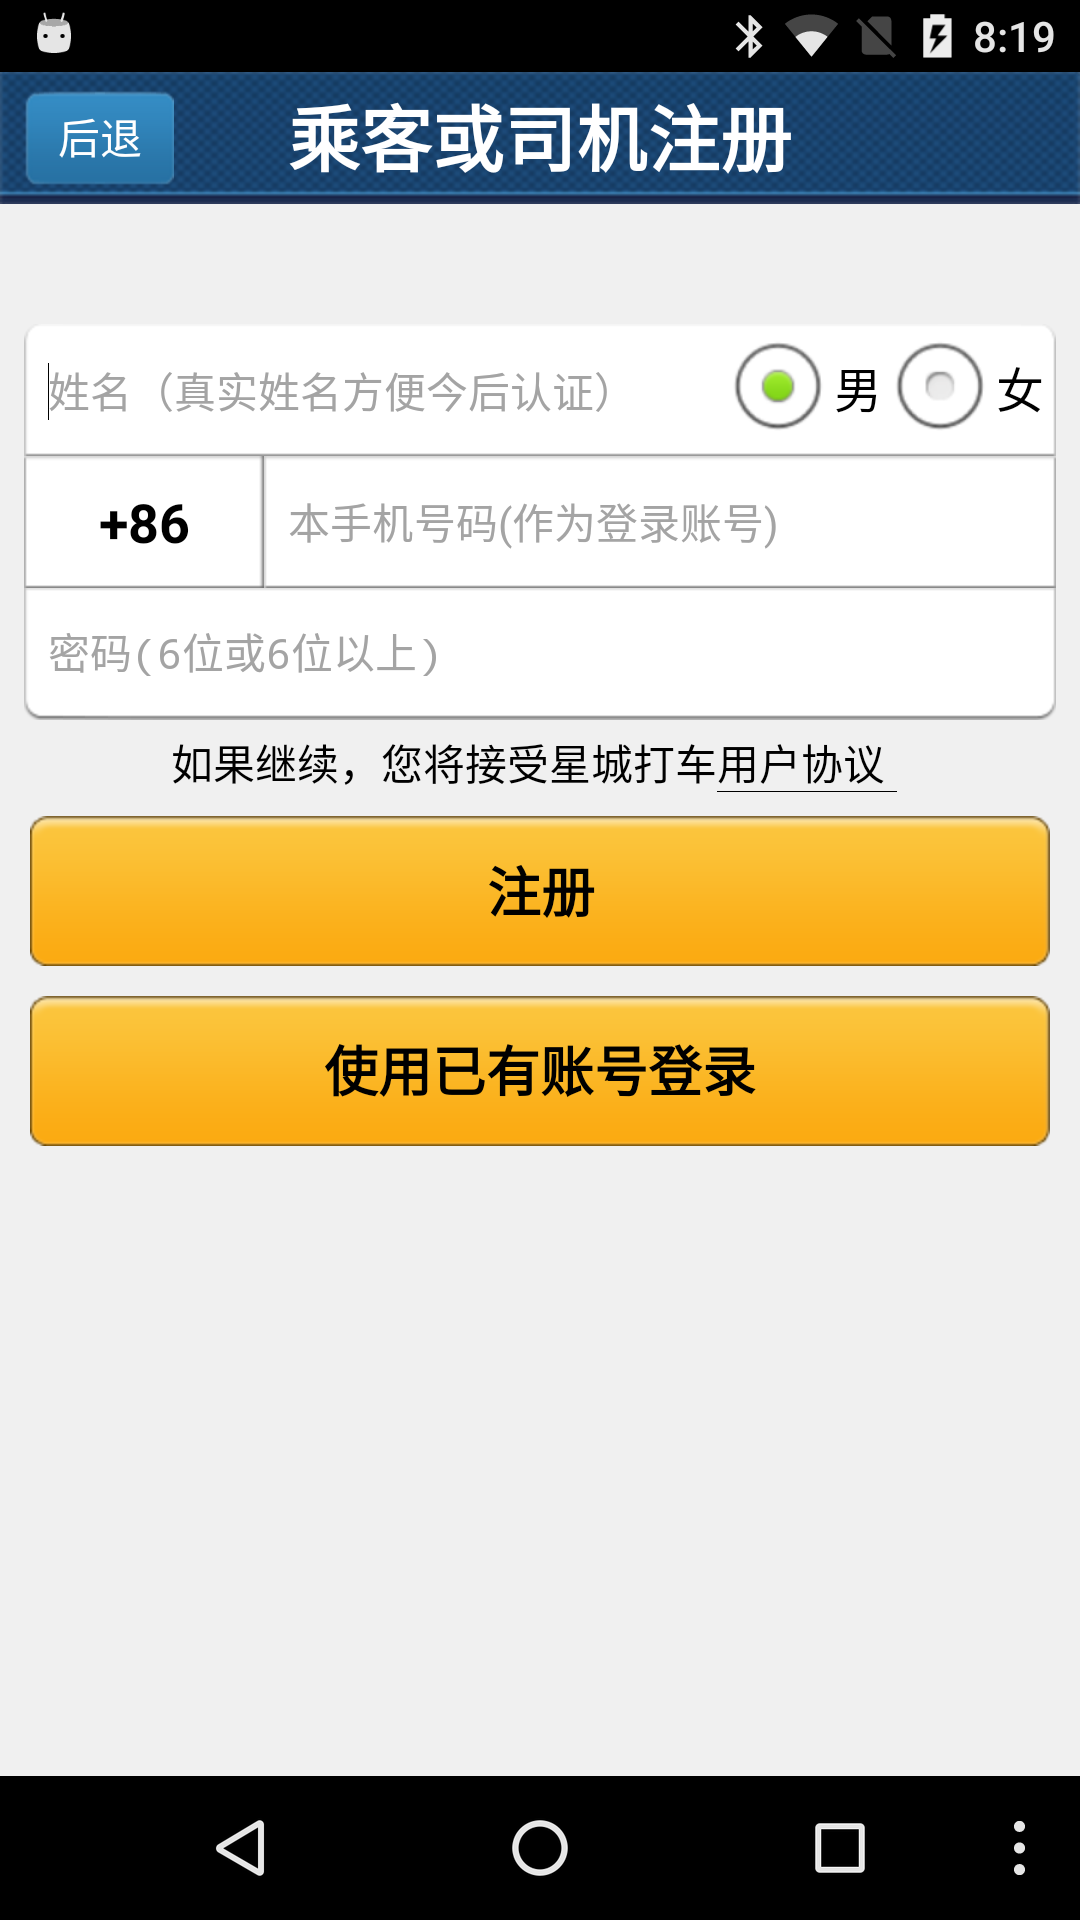 8:19
后退
乘客或司机注册
姓名（真实姓名方便今后认证）
男
女
+86
本手机号码(作为登录账号)
密码(6位或6位以上)
如果继续，您将接受星城打车用户协议
注册
使用已有账号登录